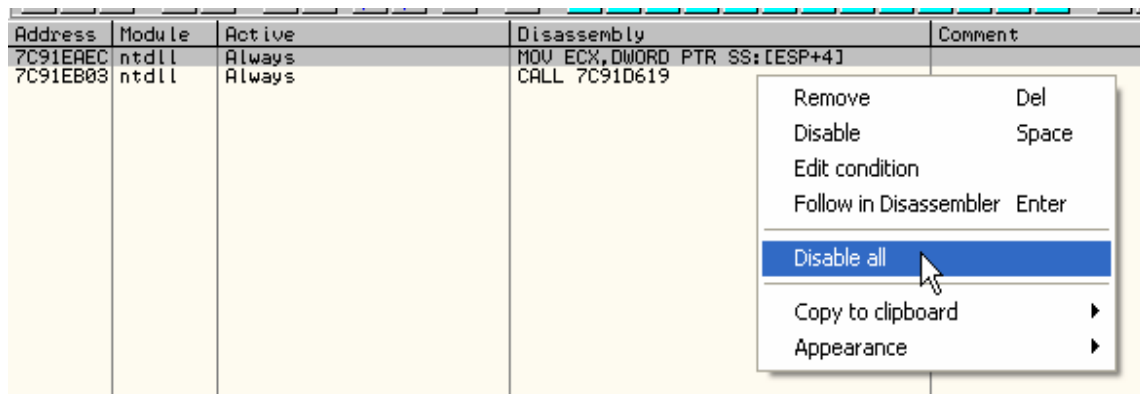 Address Module Active Disassembly Comment
7C91EAEC ntdll Always MOV ECX,DWORD PTR SS:[ESP+4]
7C91EB03 ntdll Always CALL 7C91D619
Remove Del
Disable Space
Edit condition
Follow in Disassembler Enter
Disable all
Copy to clipboard
Appearance